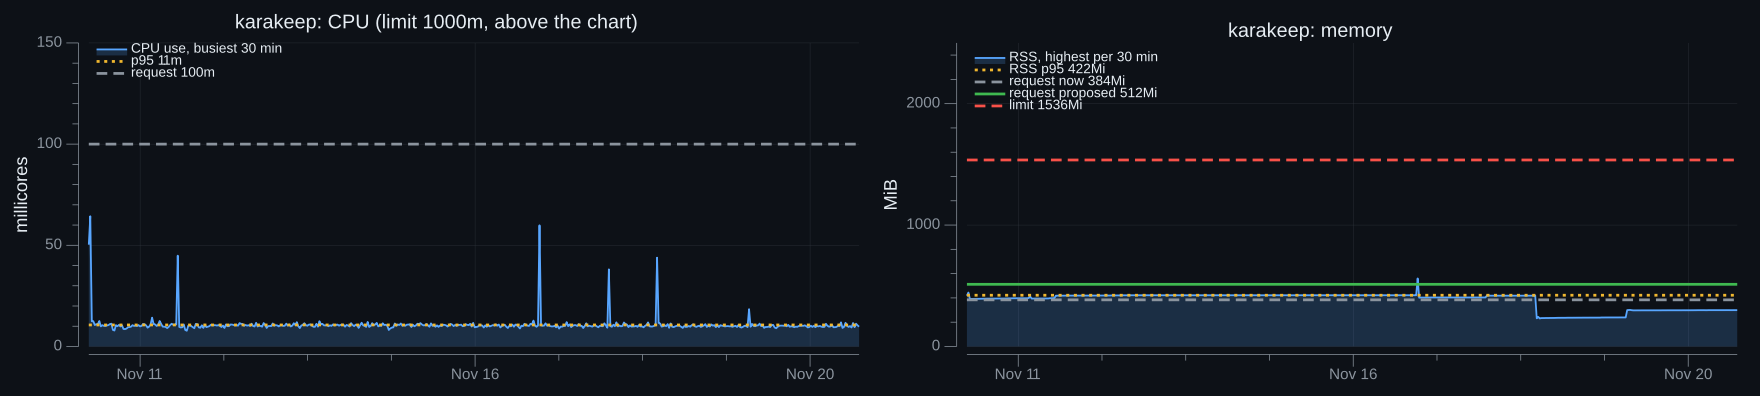 karakeep: CPU (limit 1000m, above the chart)
CPU use, busiest 30 min
p95 11m
request 100m
150
100
50
0
millicores
Nov 11
Nov 16
Nov 20
karakeep: memory
RSS, highest per 30 min
RSS p95 422Mi
request now 384Mi
request proposed 512Mi
limit 1536Mi
2000
1000
0
MiB
Nov 11
Nov 16
Nov 20